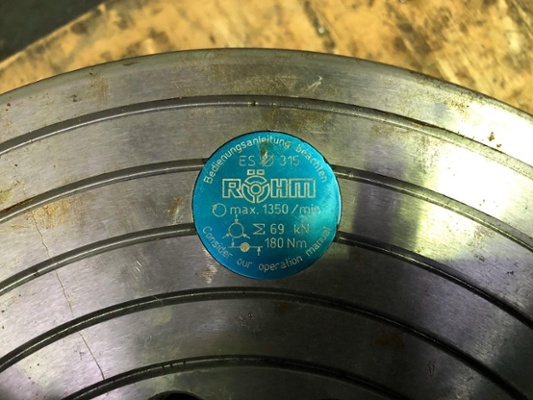 Bedienungsanleitung beachten
ES Ø 315
RÖHM
max. 1350/min
Σ 69 kN
180 Nm
Consider our operation manual